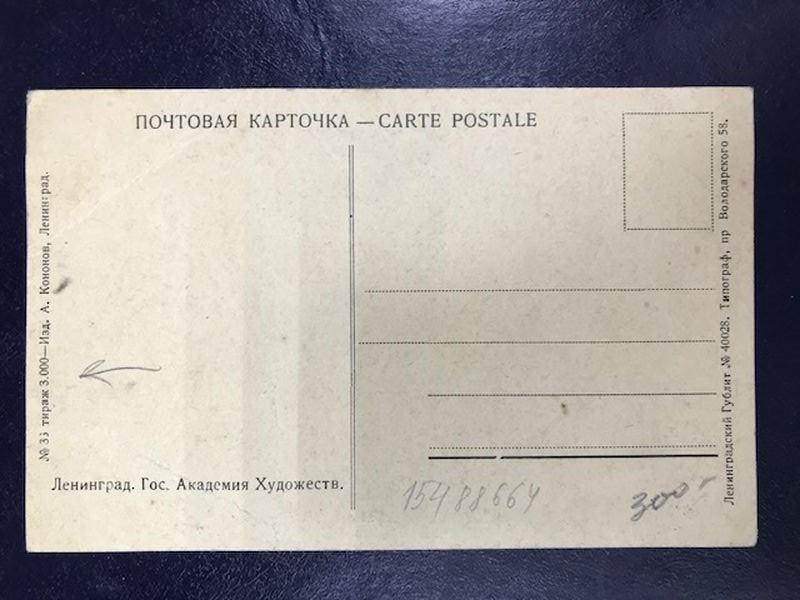 ПОЧТОВАЯ КАРТОЧКА — CARTE POSTALE
№ 33 тираж 3.000—Изд. А. Кононов, Ленинград.
Ленинград. Гос. Академия Художеств.
15488664
300-
Ленинградский Гублит № 40028. Типограф, пр Володарского 58.